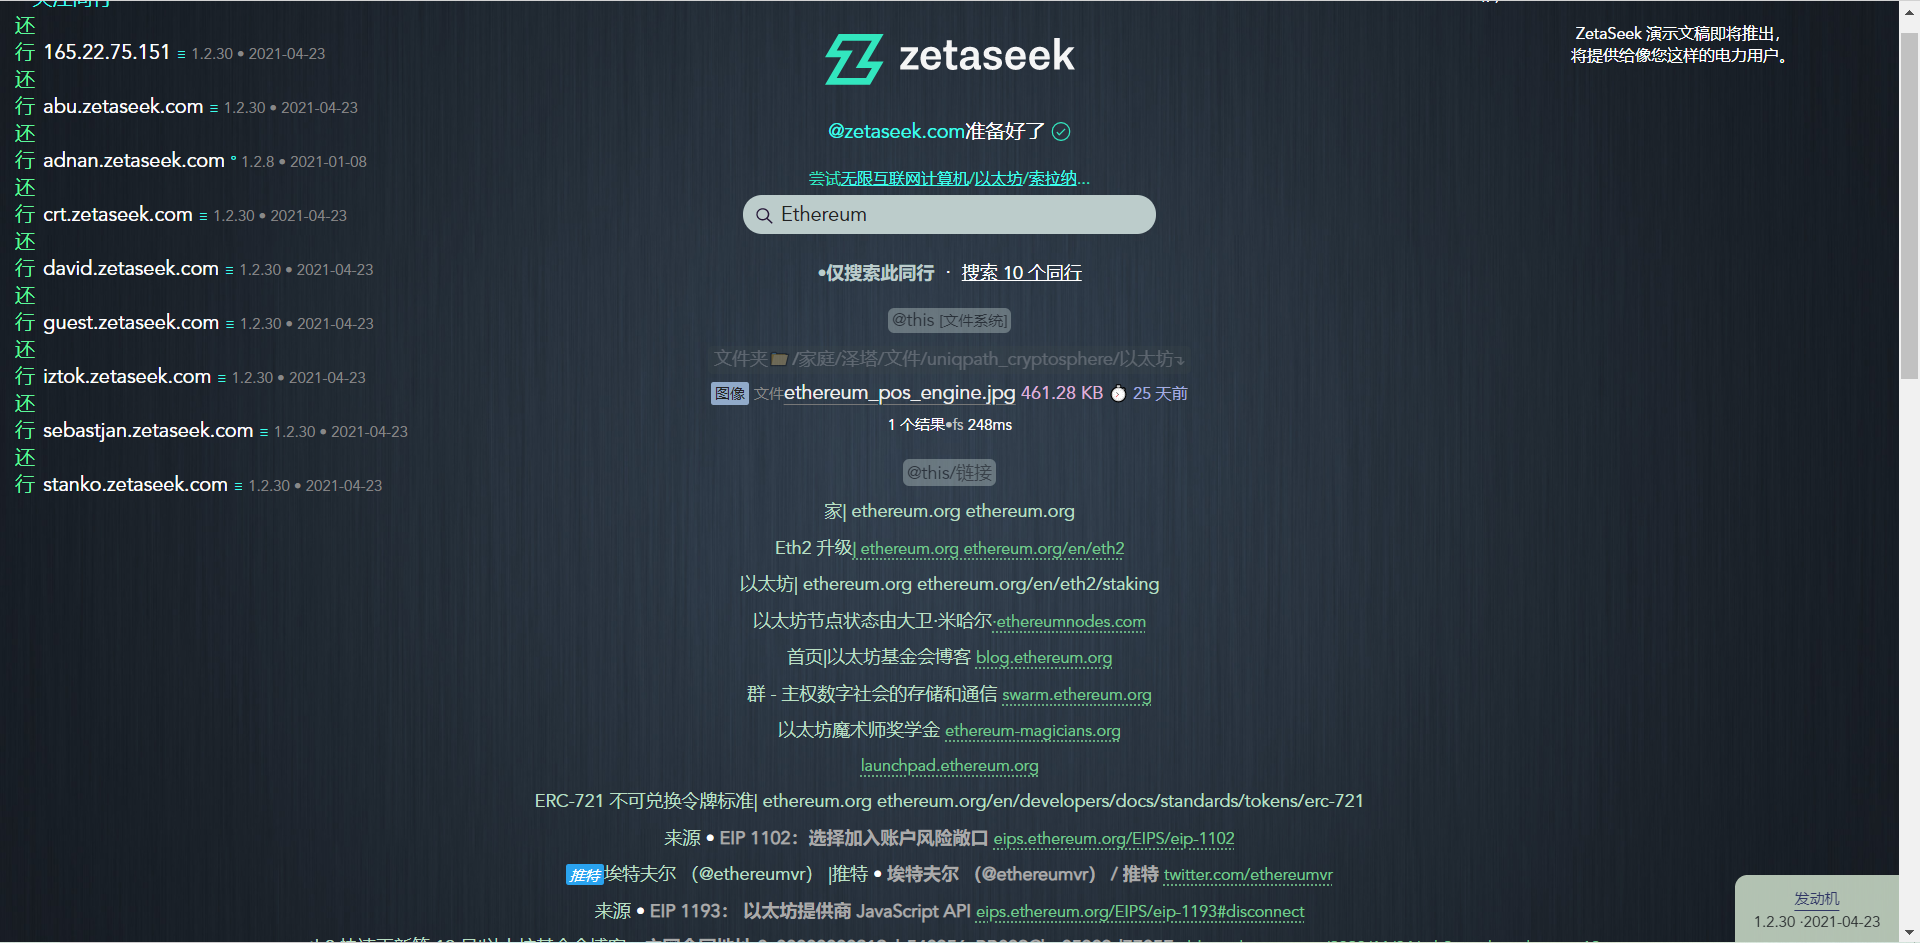 关注同行
还
行 165.22.75.151 ≡ 1.2.30 • 2021-04-23
还
行 abu.zetaseek.com ≡ 1.2.30 • 2021-04-23
还
行 adnan.zetaseek.com ° 1.2.8 • 2021-01-08
还
行 crt.zetaseek.com ≡ 1.2.30 • 2021-04-23
还
行 david.zetaseek.com ≡ 1.2.30 • 2021-04-23
还
行 guest.zetaseek.com ≡ 1.2.30 • 2021-04-23
还
行 iztok.zetaseek.com ≡ 1.2.30 • 2021-04-23
还
行 sebastjan.zetaseek.com ≡ 1.2.30 • 2021-04-23
还
行 stanko.zetaseek.com ≡ 1.2.30 • 2021-04-23
zetaseek
@zetaseek.com准备好了
尝试无限互联网计算机/以太坊/索拉纳...
Ethereum
•仅搜索此同行 · 搜索 10 个同行
@this [文件系统]
文件夹 /家庭/泽塔/文件/uniqpath_cryptosphere/以太坊↴
图像 文件ethereum_pos_engine.jpg 461.28 KB 25 天前
1 个结果•fs 248ms
@this/链接
家| ethereum.org ethereum.org
Eth2 升级| ethereum.org ethereum.org/en/eth2
以太坊| ethereum.org ethereum.org/en/eth2/staking
以太坊节点状态由大卫·米哈尔·ethereumnodes.com
首页|以太坊基金会博客 blog.ethereum.org
群 - 主权数字社会的存储和通信 swarm.ethereum.org
以太坊魔术师奖学金 ethereum-magicians.org
launchpad.ethereum.org
ERC-721 不可兑换令牌标准| ethereum.org ethereum.org/en/developers/docs/standards/tokens/erc-721
来源 • EIP 1102：选择加入账户风险敞口 eips.ethereum.org/EIPS/eip-1102
推特 埃特夫尔 （@ethereumvr） |推特 • 埃特夫尔 （@ethereumvr） / 推特 twitter.com/ethereumvr
来源 • EIP 1193： 以太坊提供商 JavaScript API eips.ethereum.org/EIPS/eip-1193#disconnect
ZetaSeek 演示文稿即将推出，
将提供给像您这样的电力用户。
发动机
1.2.30 ·2021-04-23